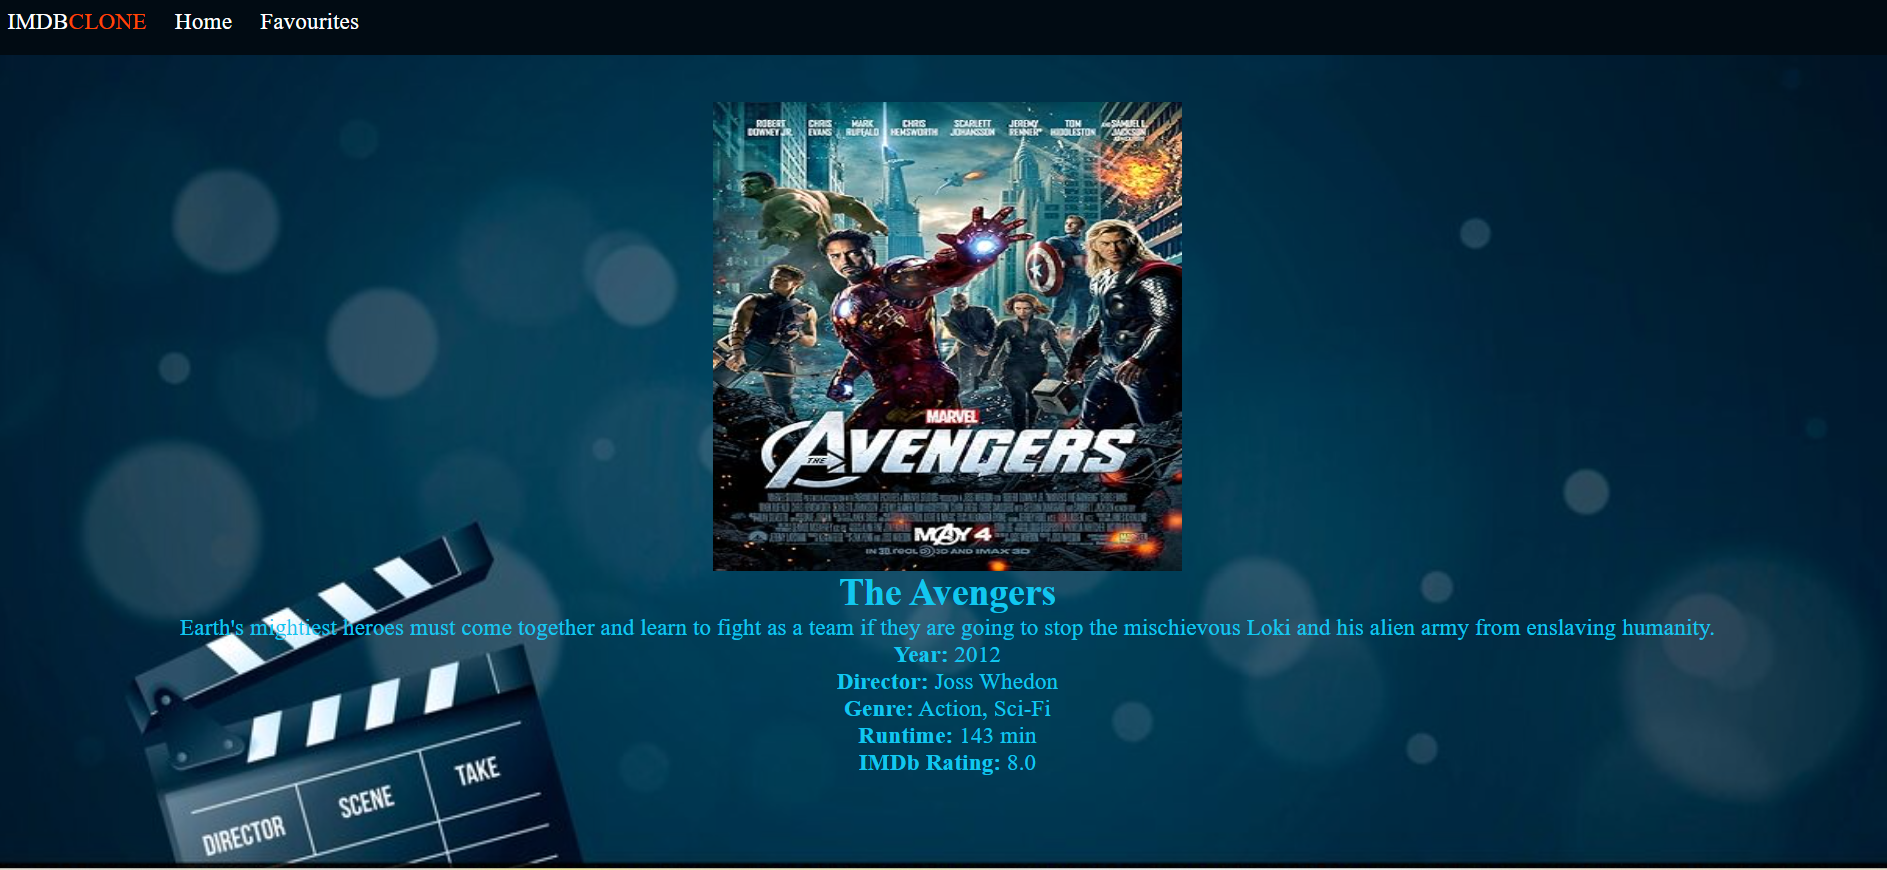 IMDBCLONE Home Favourites
ROBERT DOWNEY JR. CHRIS EVANS MARK RUFFALO CHRIS HEMSWORTH SCARLETT JOHANSSON JEREMY RENNER TOM HIDDLESTON AND SAMUEL L. JACKSON
MARVEL
THE AVENGERS
MAY 4
IN 3D, REAL D 3D AND IMAX 3D
The Avengers
Earth's mightiest heroes must come together and learn to fight as a team if they are going to stop the mischievous Loki and his alien army from enslaving humanity.
Year: 2012
Director: Joss Whedon
Genre: Action, Sci-Fi
Runtime: 143 min
IMDb Rating: 8.0
DIRECTOR SCENE TAKE